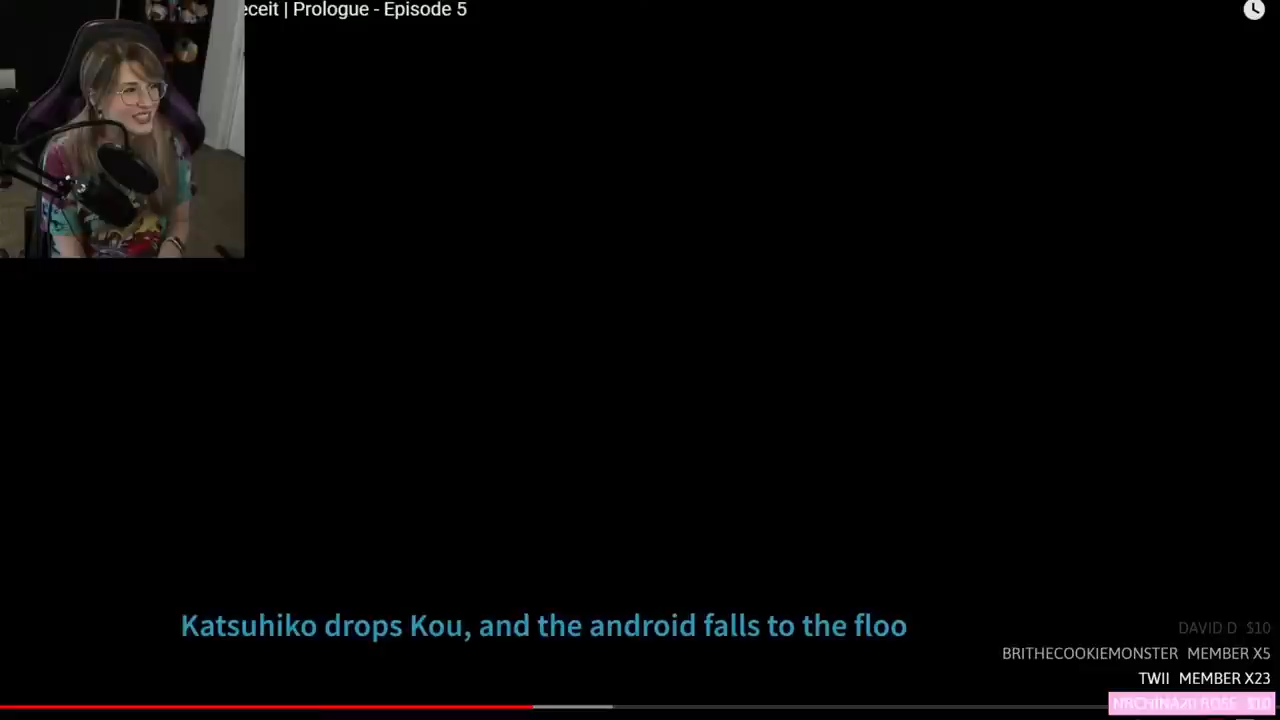 eceit | Prologue - Episode 5
Katsuhiko drops Kou, and the android falls to the floo
DAVID D $10
BRITHECOOKIEMONSTER MEMBER X5
TWII MEMBER X23
$10